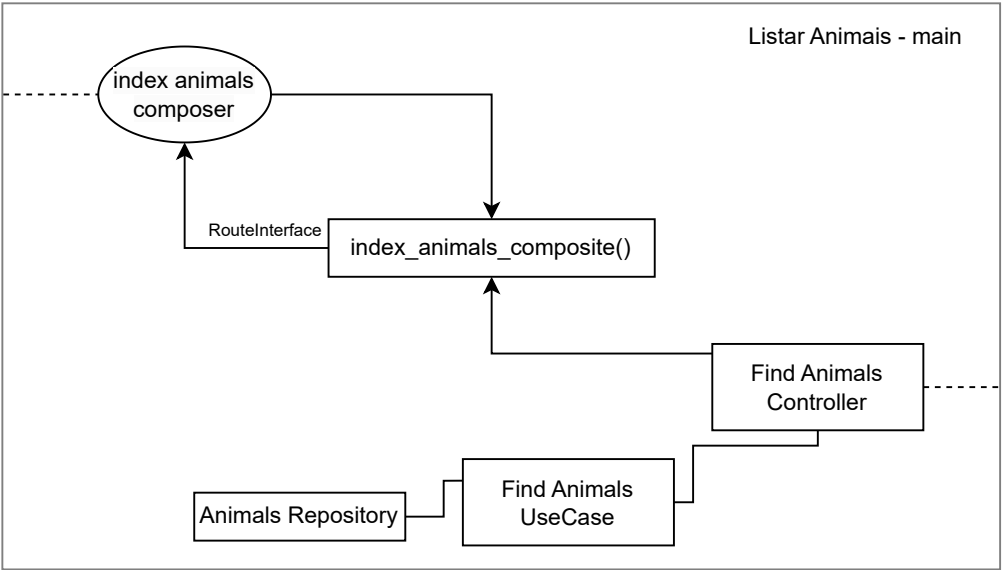 Listar Animais - main
index animals
composer
RouteInterface
index_animals_composite()
Find Animals
Controller
Find Animals
UseCase
Animals Repository